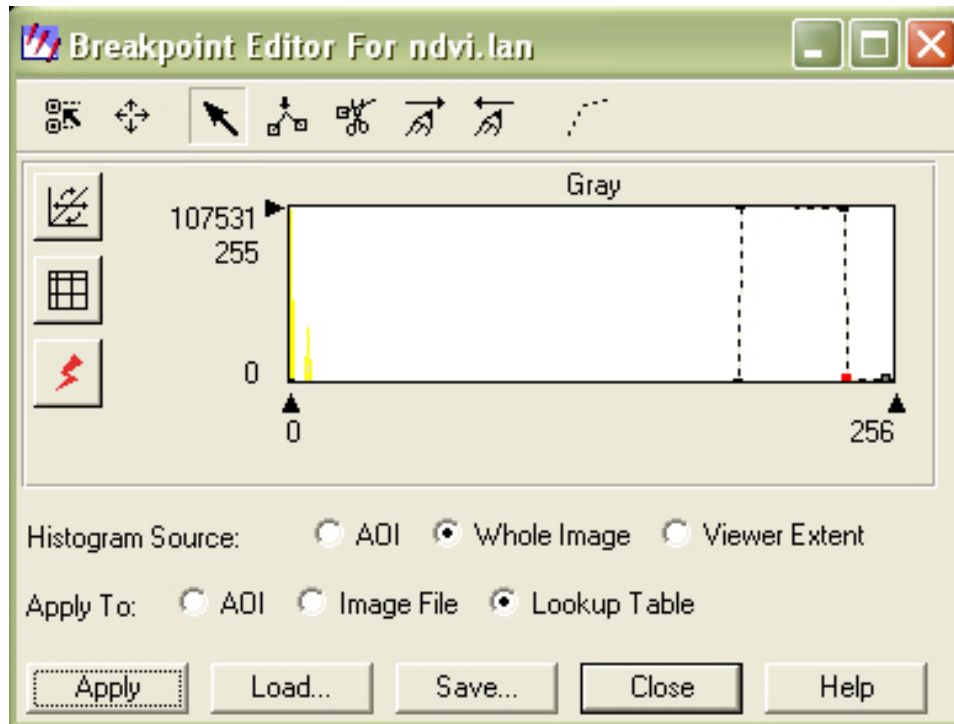 Breakpoint Editor For ndvi.lan
Gray
107531
255
0
0 256
Histogram Source: AOI Whole Image Viewer Extent
Apply To: AOI Image File Lookup Table
Apply Load... Save... Close Help